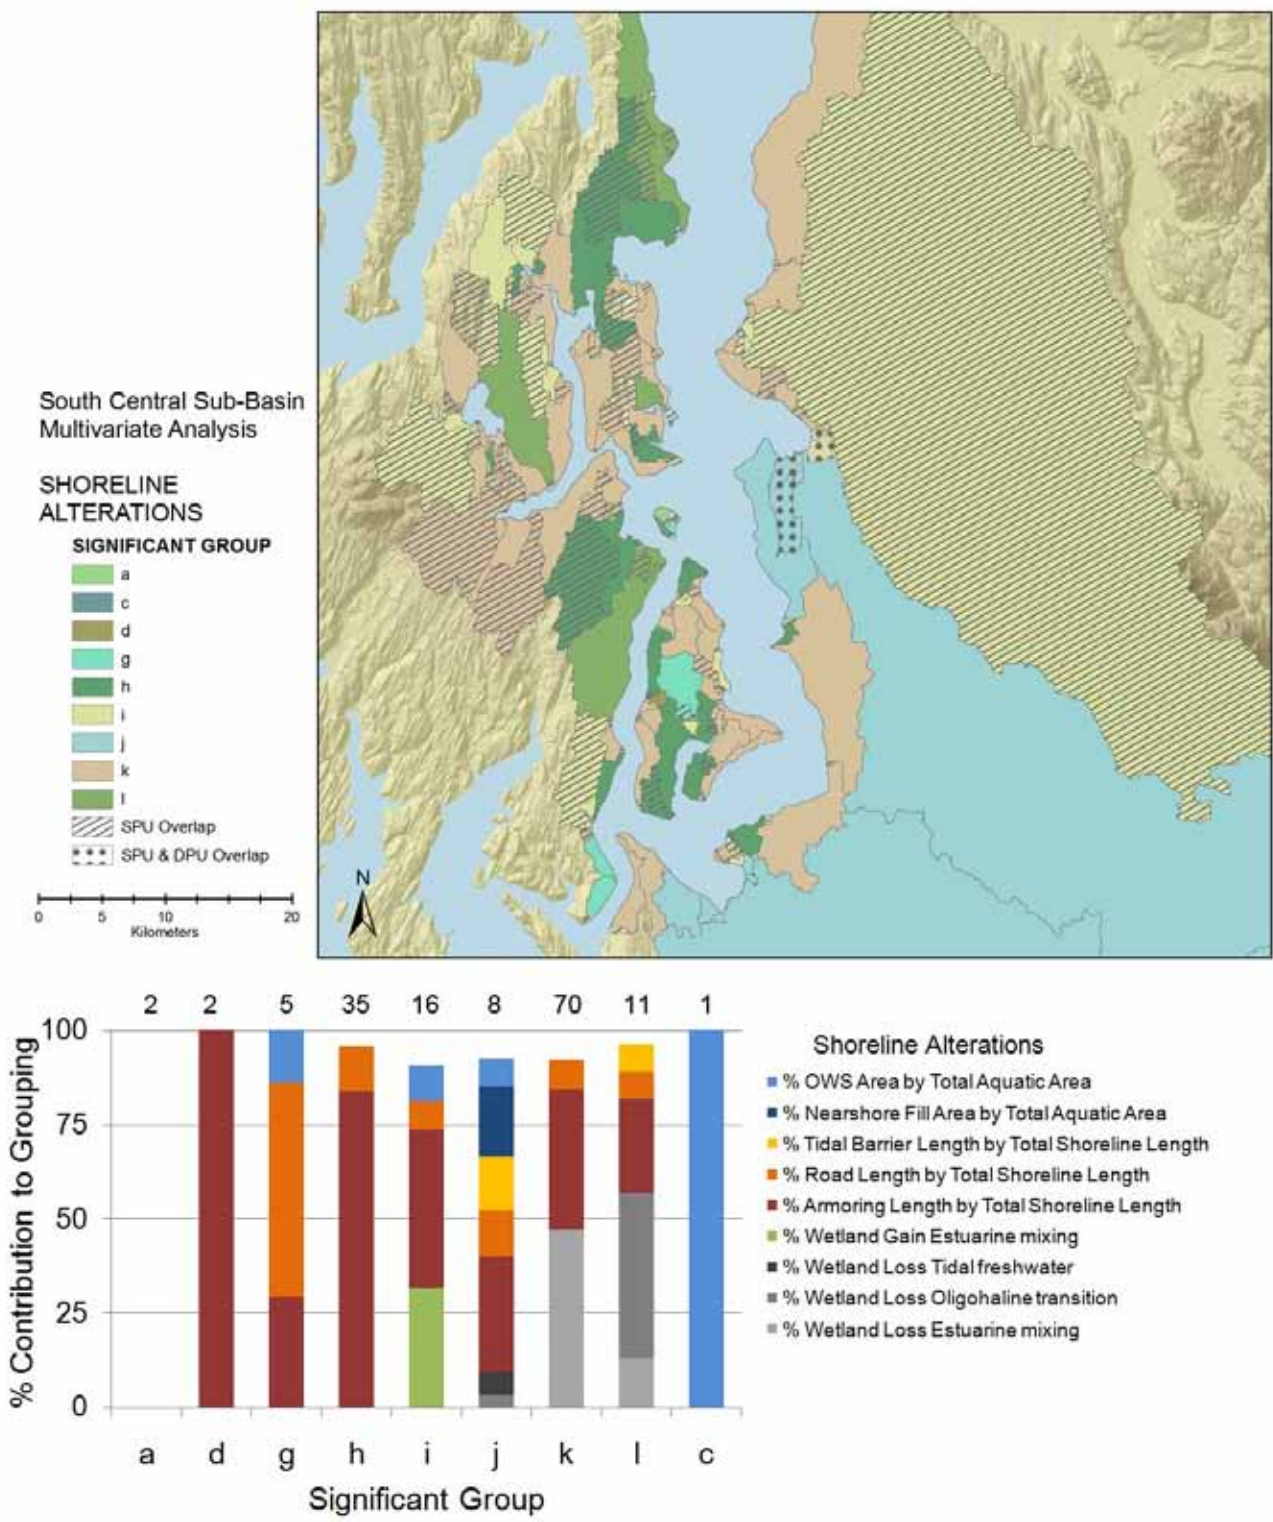 South Central Sub-Basin
Multivariate Analysis
SHORELINE
ALTERATIONS
SIGNIFICANT GROUP
a
c
d
g
h
i
j
k
l
SPU Overlap
SPU & DPU Overlap
N
0 5 10 20
Kilometers
2 2 5 35 16 8 70 11 1
100
75
50
25
0
% Contribution to Grouping
a d g h i j k l c
Significant Group
Shoreline Alterations
% OWS Area by Total Aquatic Area
% Nearshore Fill Area by Total Aquatic Area
% Tidal Barrier Length by Total Shoreline Length
% Road Length by Total Shoreline Length
% Armoring Length by Total Shoreline Length
% Wetland Gain Estuarine mixing
% Wetland Loss Tidal freshwater
% Wetland Loss Oligohaline transition
% Wetland Loss Estuarine mixing